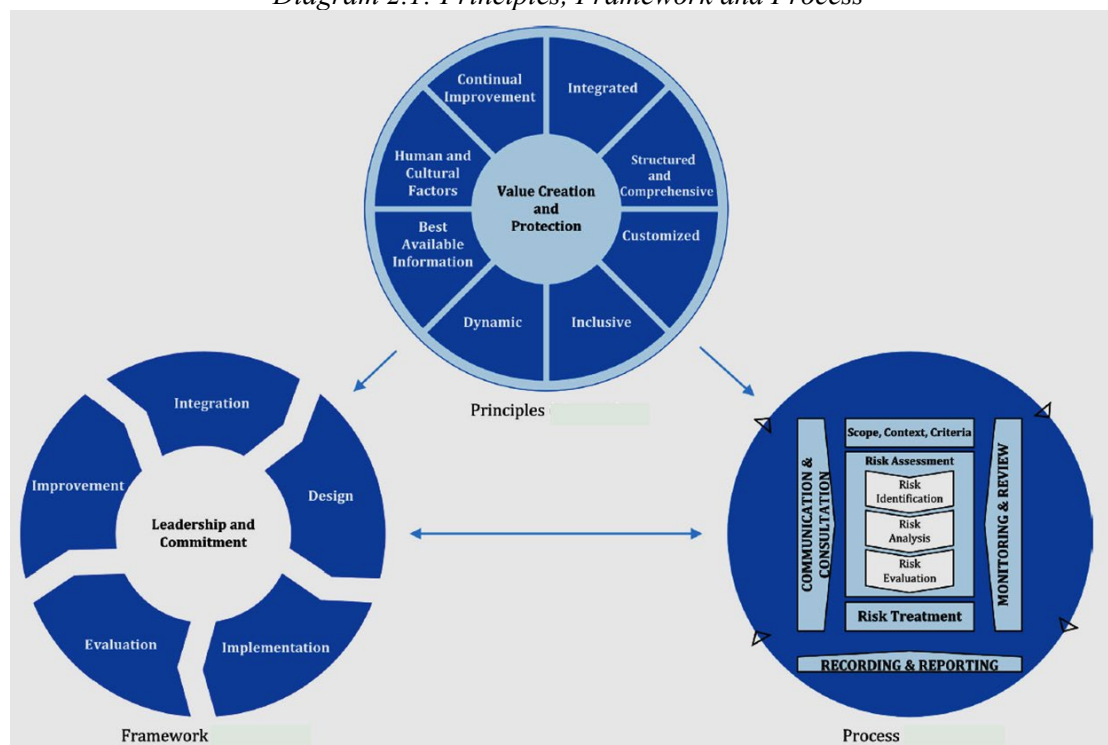 Diagram 2.1: Principles, Framework and Process
Continual
Improvement
Integrated
Human and
Cultural
Factors
Structured
and
Comprehensive
Value Creation
and
Protection
Best
Available
Information
Customized
Dynamic
Inclusive
Principles
Integration
Improvement
Design
Leadership and
Commitment
Evaluation
Implementation
Framework
Scope, Context, Criteria
COMMUNICATION &
CONSULTATION
Risk Assessment
Risk
Identification
Risk
Analysis
Risk
Evaluation
MONITORING & REVIEW
Risk Treatment
RECORDING & REPORTING
Process